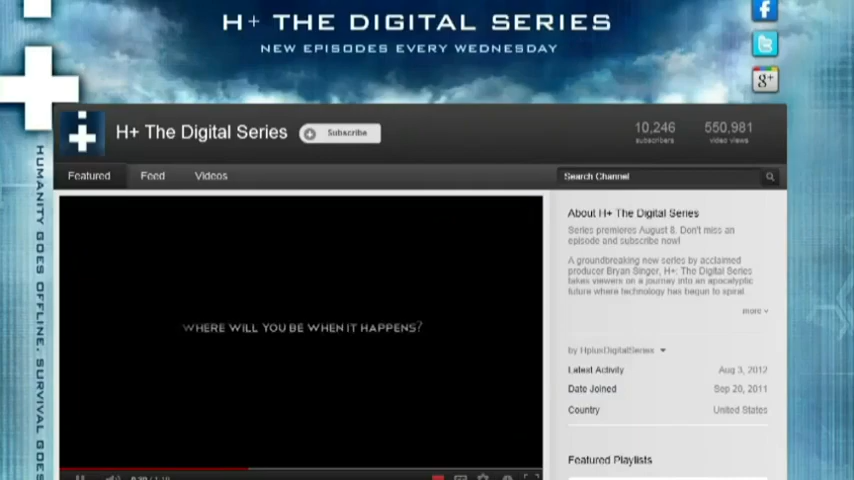 H+ THE DIGITAL SERIES
NEW EPISODES EVERY WEDNESDAY
g+
H+ The Digital Series
Subscribe
10,246
subscribers
550,981
video views
Featured
Feed
Videos
Search Channel
HUMANITY GOES OFFLINE. SURVIVAL GOES
WHERE WILL YOU BE WHEN IT HAPPENS?
About H+ The Digital Series
Series premieres August 8. Don't miss an
episode and subscribe now!
A groundbreaking new series by acclaimed
producer Bryan Singer, H+: The Digital Series
takes viewers on a journey into an apocalyptic
future where technology has begun to spiral
more
by HplusDigitalSeries
Latest Activity
Aug 3, 2012
Date Joined
Sep 20, 2011
Country
United States
Featured Playlists